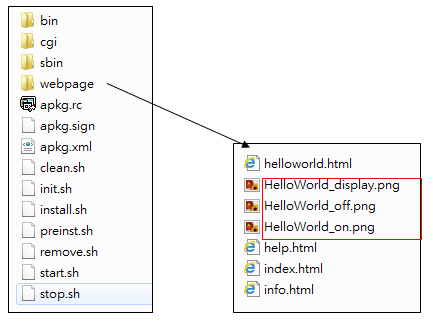 bin
cgi
sbin
webpage
apkg.rc
apkg.sign
apkg.xml
clean.sh
init.sh
install.sh
preinst.sh
remove.sh
start.sh
stop.sh
helloworld.html
HelloWorld_display.png
HelloWorld_off.png
HelloWorld_on.png
help.html
index.html
info.html